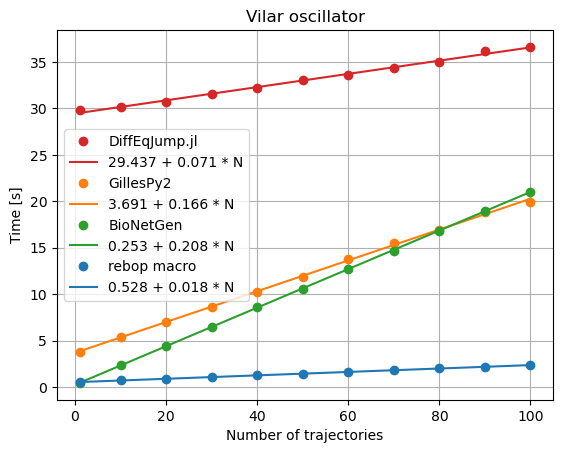 Vilar oscillator
Time [s]
35
30
25
20
15
10
5
0
DiffEqJump.jl
29.437 + 0.071 * N
GillesPy2
3.691 + 0.166 * N
BioNetGen
0.253 + 0.208 * N
rebop macro
0.528 + 0.018 * N
0 20 40 60 80 100
Number of trajectories